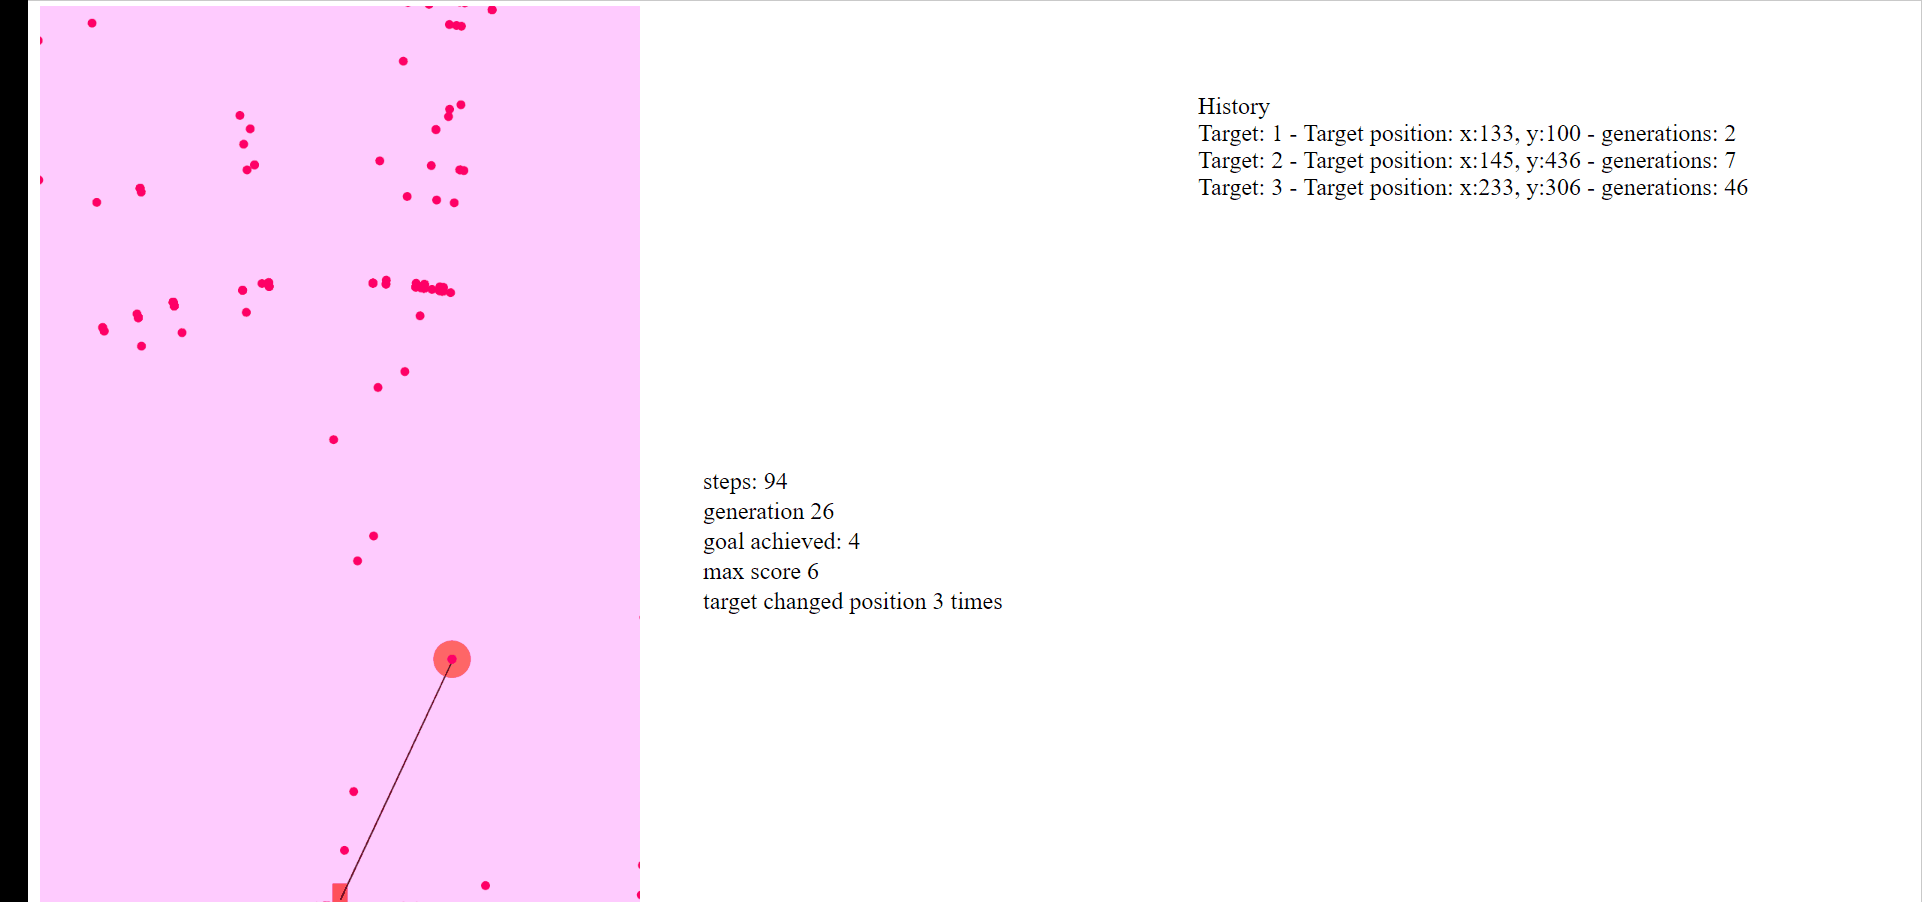 History
Target: 1 - Target position: x:133, y:100 - generations: 2
Target: 2 - Target position: x:145, y:436 - generations: 7
Target: 3 - Target position: x:233, y:306 - generations: 46
steps: 94
generation 26
goal achieved: 4
max score 6
target changed position 3 times